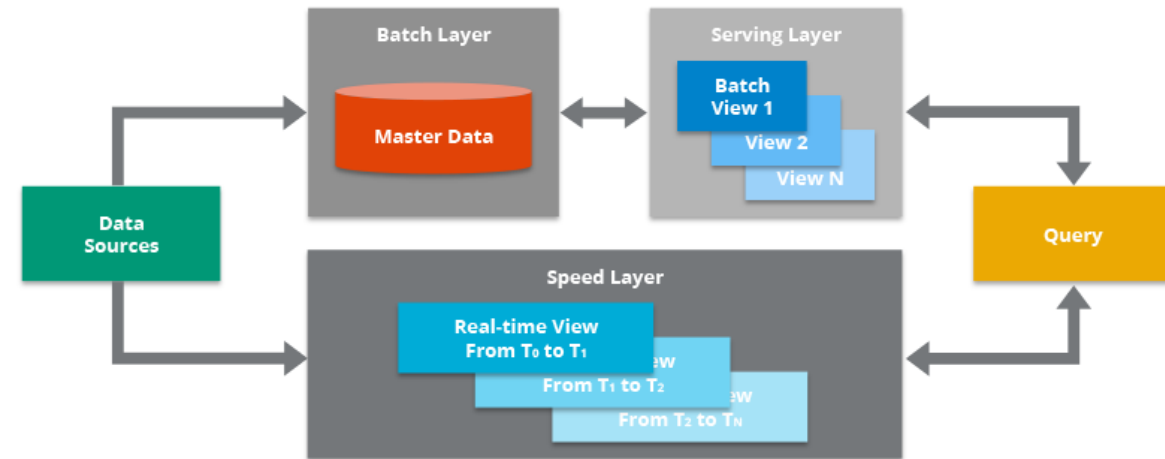 Batch Layer
Master Data
Serving Layer
Batch
View 1
View 2
View N
Data
Sources
Query
Speed Layer
Real-time View
From T₀ to T₁
ew
From T₁ to T₂
ew
From T₂ to Tɴ